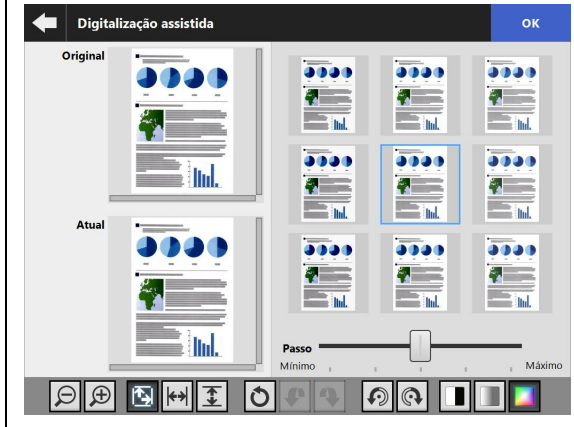 Digitalização assistida
OK
Original
Atual
Passo
Mínimo
Máximo